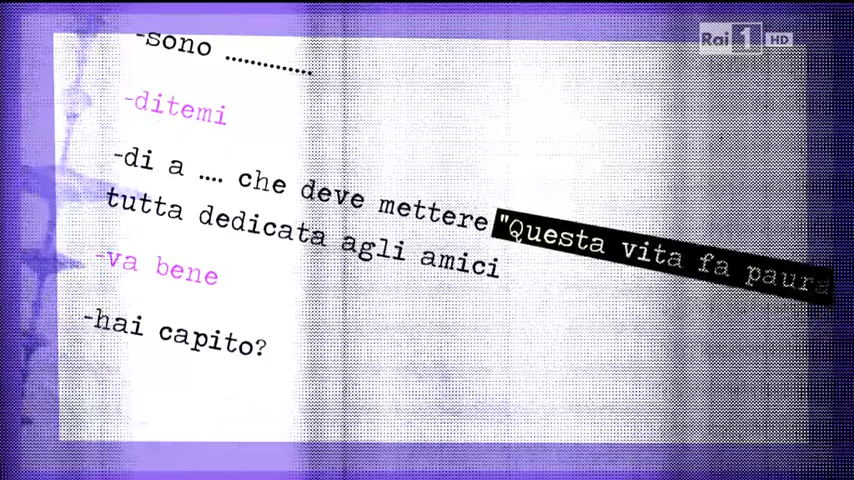 Rai 1 HD
-sono ..............
-ditemi
-di a .... che deve mettere "Questa vita fa paura
tutta dedicata agli amici
-va bene
-hai capito?